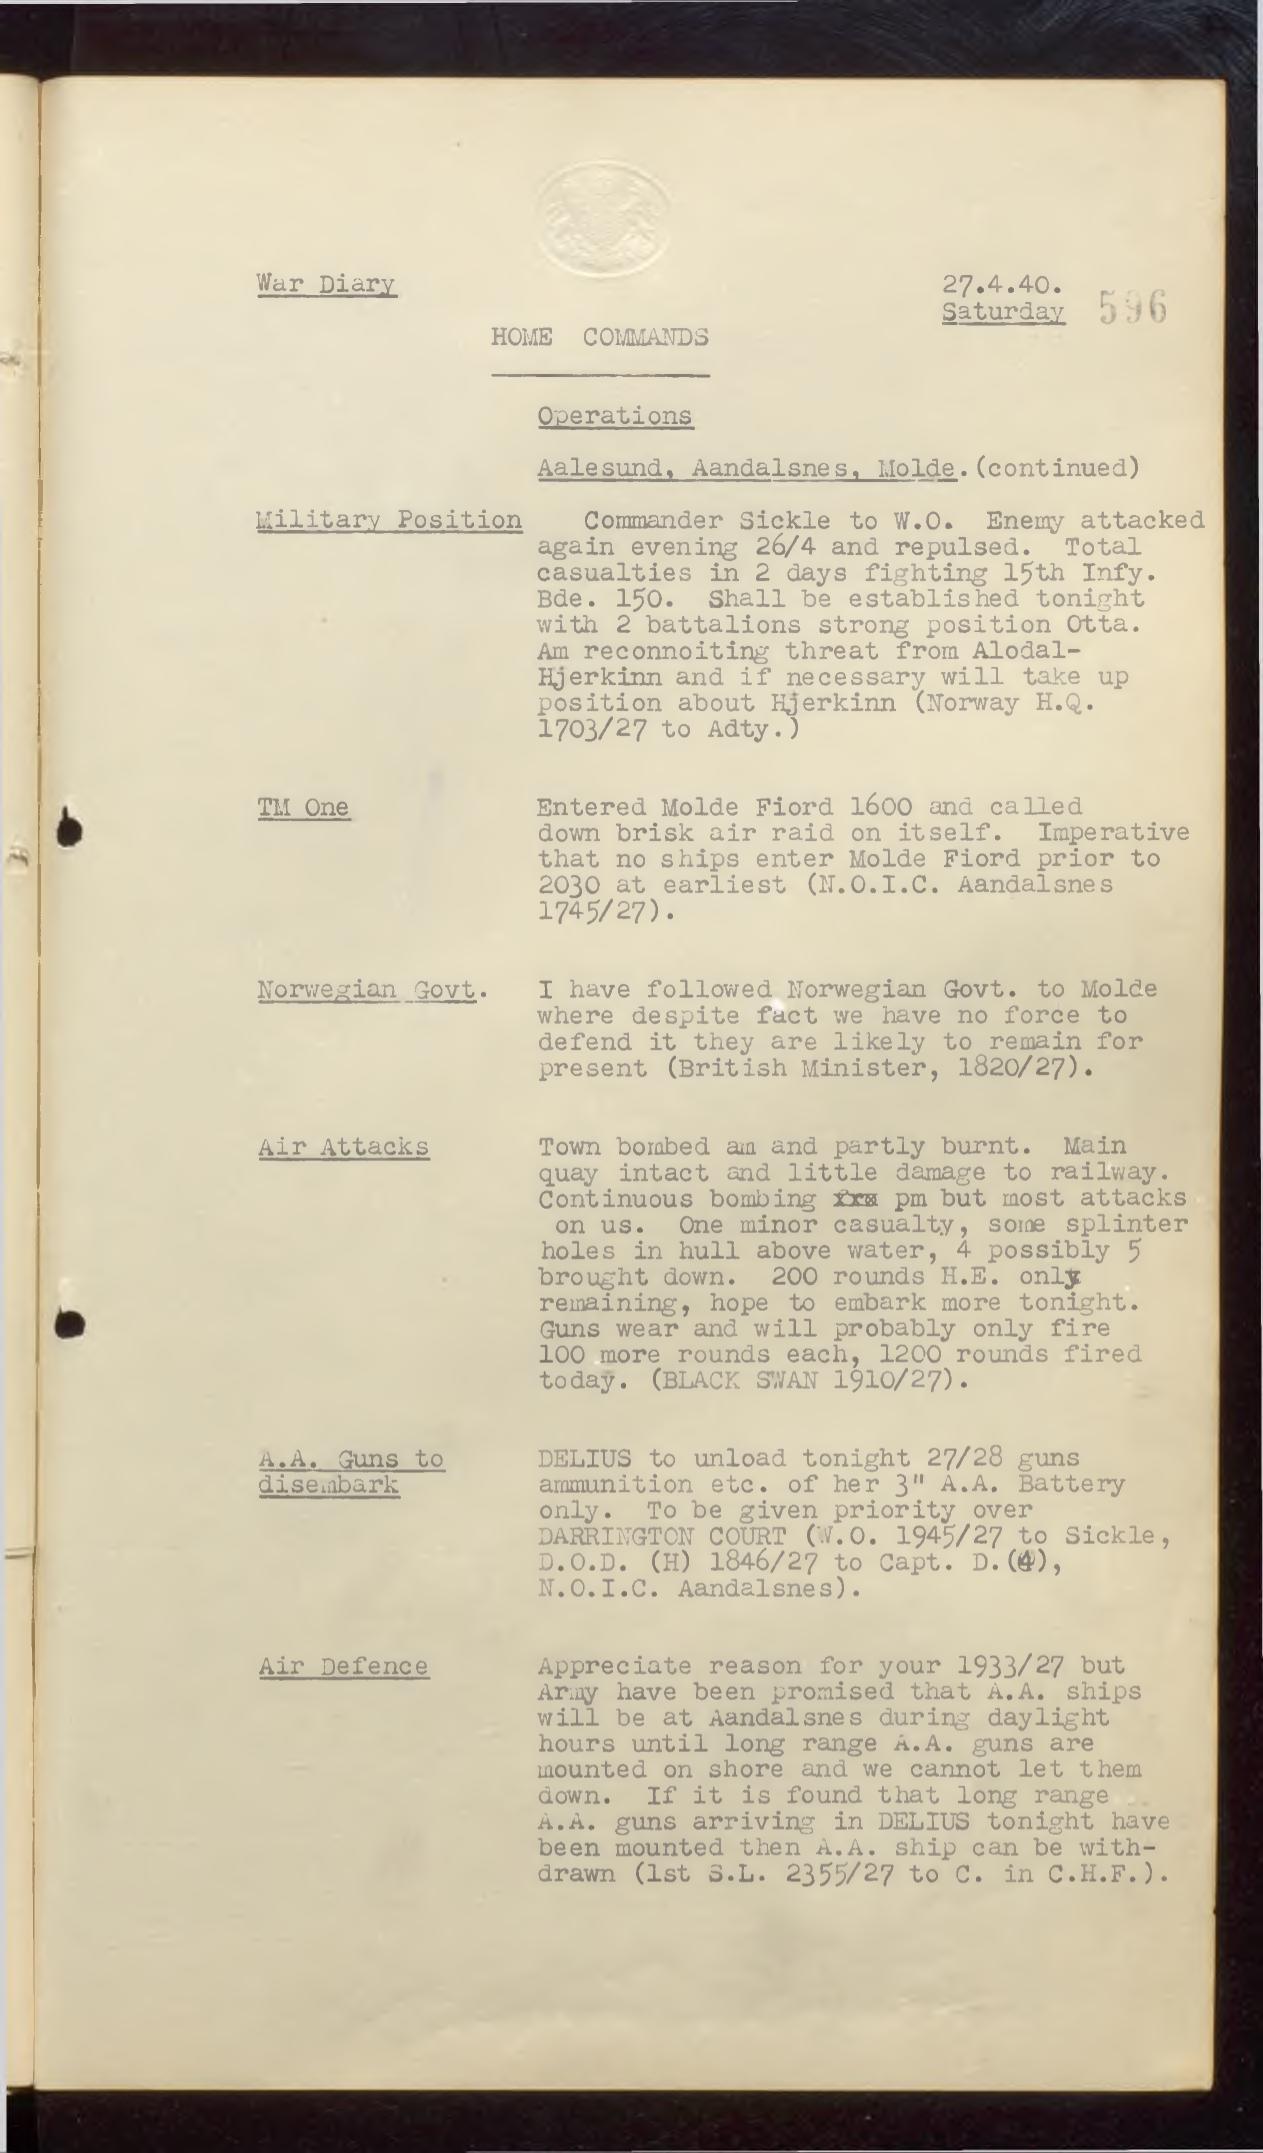 War Diary
27.4.40.
Saturday 596
HOME COMMANDS
Operations
Aalesund, Aandalsnes, Molde. (continued)
Military Position Commander Sickle to W.O. Enemy attacked
again evening 26/4 and repulsed. Total
casualties in 2 days fighting 15th Infy.
Bde. 150. Shall be established tonight
with 2 battalions strong position Otta.
Am reconnoiting threat from Alodal-
Hjerkinn and if necessary will take up
position about Hjerkinn (Norway H.Q.
1703/27 to Adty.)
TM One Entered Molde Fiord 1600 and called
down brisk air raid on itself. Imperative
that no ships enter Molde Fiord prior to
2030 at earliest (N.O.I.C. Aandalsnes
1745/27).
Norwegian Govt. I have followed Norwegian Govt. to Molde
where despite fact we have no force to
defend it they are likely to remain for
present (British Minister, 1820/27).
Air Attacks Town bombed am and partly burnt. Main
quay intact and little damage to railway.
Continuous bombing pm but most attacks
on us. One minor casualty, some splinter
holes in hull above water, 4 possibly 5
brought down. 200 rounds H.E. only
remaining, hope to embark more tonight.
Guns wear and will probably only fire
100 more rounds each, 1200 rounds fired
today. (BLACK SWAN 1910/27).
A.A. Guns to DELIUS to unload tonight 27/28 guns
disembark ammunition etc. of her 3" A.A. Battery
only. To be given priority over
DARRINGTON COURT (W.O. 1945/27 to Sickle,
D.O.D. (H) 1846/27 to Capt. D.(4),
N.O.I.C. Aandalsnes).
Air Defence Appreciate reason for your 1933/27 but
Army have been promised that A.A. ships
will be at Aandalsnes during daylight
hours until long range A.A. guns are
mounted on shore and we cannot let them
down. If it is found that long range
A.A. guns arriving in DELIUS tonight have
been mounted then A.A. ship can be with-
drawn (1st S.L. 2355/27 to C. in C.H.F.).